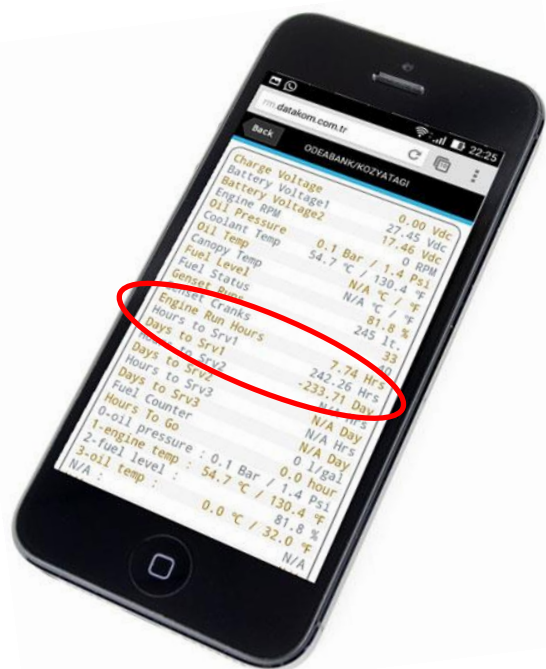 22:25
rm.datakom.com.tr
Back ODEABANK/KOZYATAGI
Charge Voltage 0.00 Vdc
Battery Voltage1 27.45 Vdc
Battery Voltage2 17.46 Vdc
Engine RPM 0 RPM
Oil Pressure 0.1 Bar / 1.4 Psi
Coolant Temp 54.7 °C / 130.4 °F
Oil Temp N/A °C / °F
Canopy Temp N/A °C / °F
Fuel Level 81.8 %
Fuel Status 245 lt.
Genset Runs 33
Genset Cranks 40
Engine Run Hours 7.74 Hrs
Hours to Srv1 242.26 Hrs
Days to Srv1 -233.71 Day
Hours to Srv2 N/A Hrs
Days to Srv2 N/A Day
Hours to Srv3 N/A Hrs
Days to Srv3 N/A Day
Fuel Counter 0 l/gal
Hours To Go 0.0 hour
0-oil pressure : 0.1 Bar / 1.4 Psi
1-engine temp : 54.7 °C / 130.4 °F
2-fuel level : 81.8 %
3-oil temp : 0.0 °C / 32.0 °F
N/A : N/A